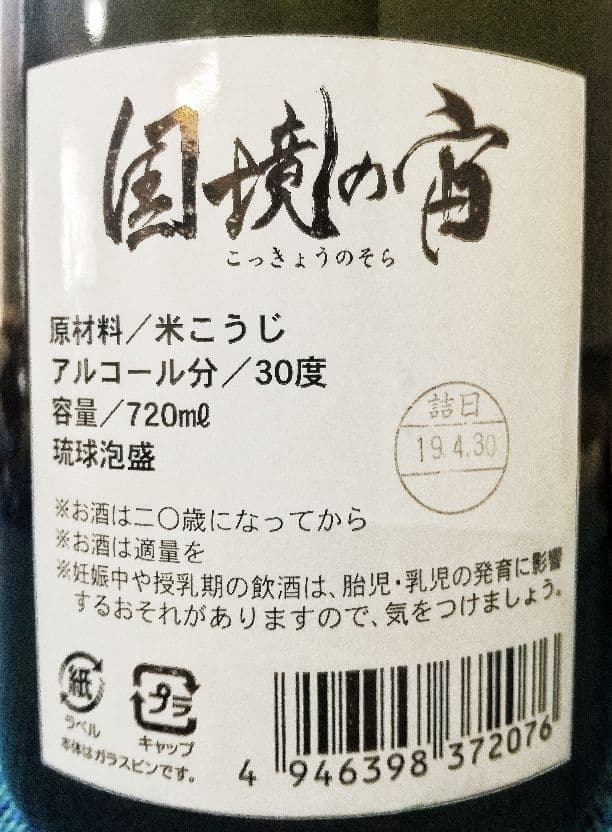 国境の宙
こっきょうのそら
原材料／米こうじ
アルコール分／30度
容量／720mℓ
琉球泡盛
詰日
19.4.30
※お酒は二〇歳になってから
※お酒は適量を
※妊娠中や授乳期の飲酒は、胎児・乳児の発育に影響
するおそれがありますので、気をつけましょう。
紙
ラベル
プラ
キャップ
本体はガラスビンです。
4 946398 372076